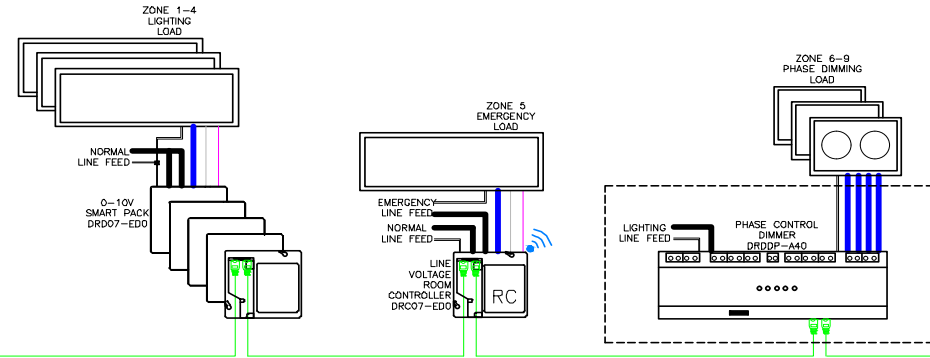 ZONE 1-4
LIGHTING
LOAD
NORMAL
LINE FEED
0-10V
SMART PACK
DRD07-ED0
ZONE 5
EMERGENCY
LOAD
EMERGENCY
LINE FEED
NORMAL
LINE FEED
LINE
VOLTAGE
ROOM
CONTROLLER
DRC07-ED0
RC
ZONE 6-9
PHASE DIMMING
LOAD
LIGHTING
LINE FEED
PHASE CONTROL
DIMMER
DRDDP-A40